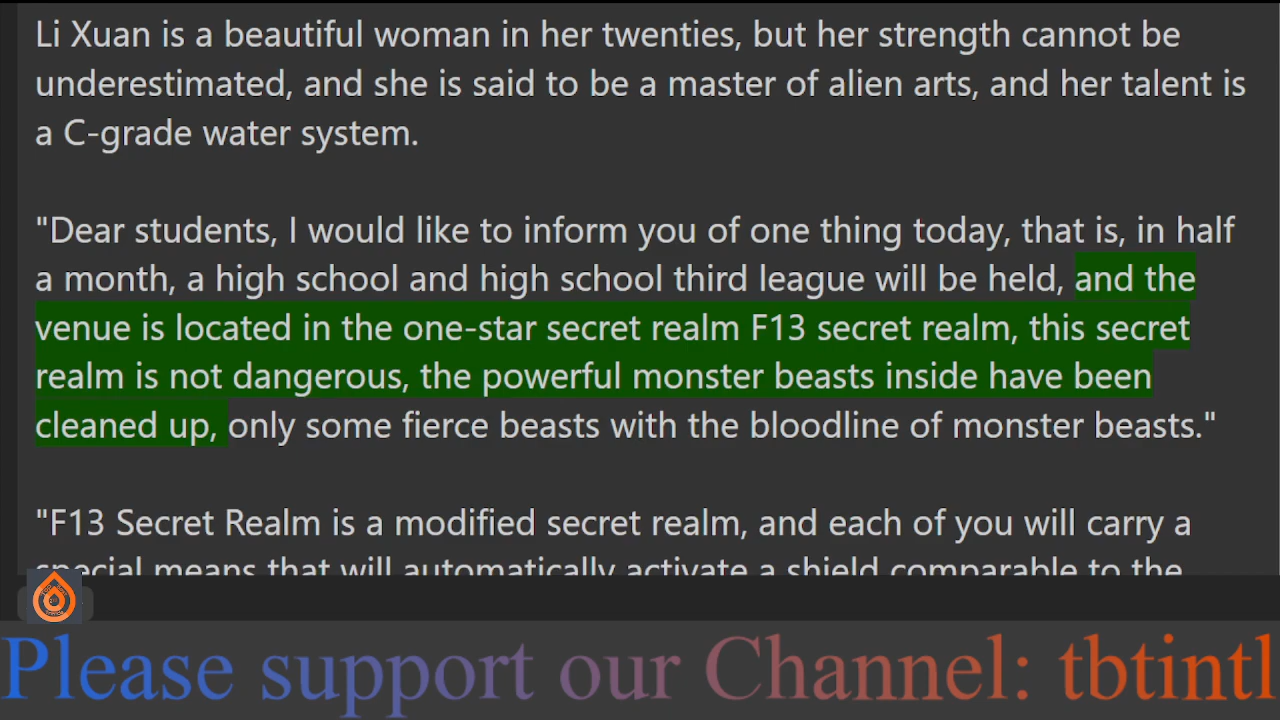 Li Xuan is a beautiful woman in her twenties, but her strength cannot be
underestimated, and she is said to be a master of alien arts, and her talent is
a C-grade water system.
"Dear students, I would like to inform you of one thing today, that is, in half
a month, a high school and high school third league will be held, and the
venue is located in the one-star secret realm F13 secret realm, this secret
realm is not dangerous, the powerful monster beasts inside have been
cleaned up, only some fierce beasts with the bloodline of monster beasts."
"F13 Secret Realm is a modified secret realm, and each of you will carry a
special means that will automatically activate a shield comparable to the
Please support our Channel: tbtintl